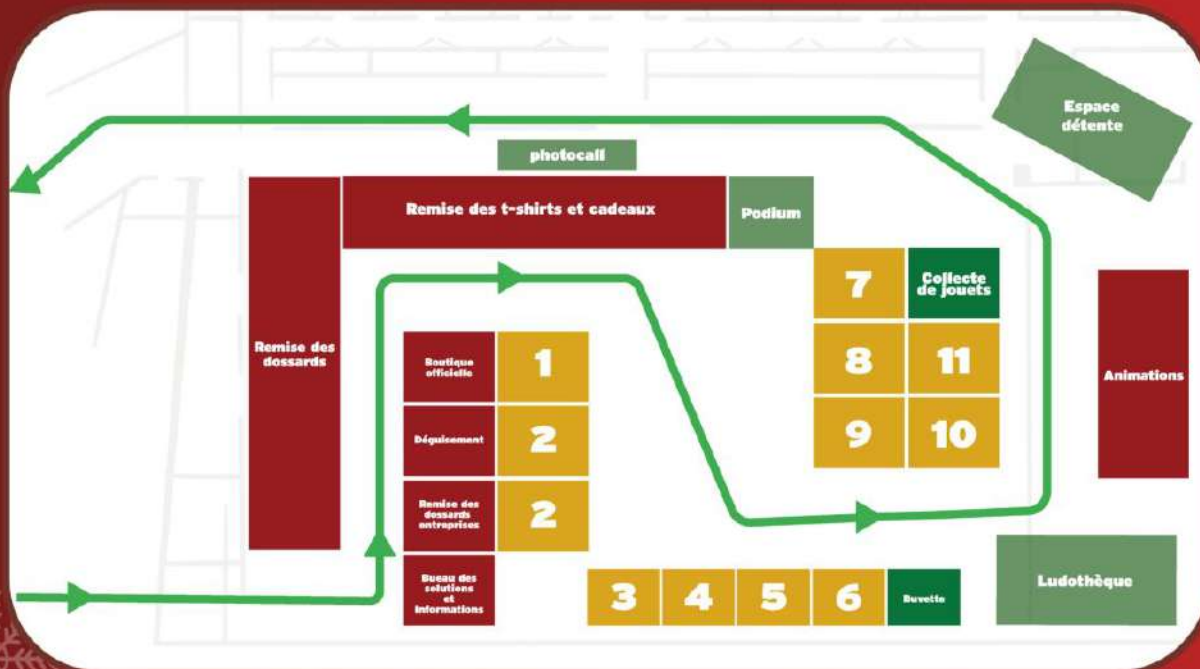 Espace
détente
photocall
Remise des t-shirts et cadeaux
Podium
7
Collecte
de jouets
Remise des
dossards
Boutique
officielle
1
8
11
Animations
Déguisement
2
9
10
Remise des
dossards
entreprises
2
Bueau des
solutions
et
informations
3
4
5
6
Buvette
Ludothèque